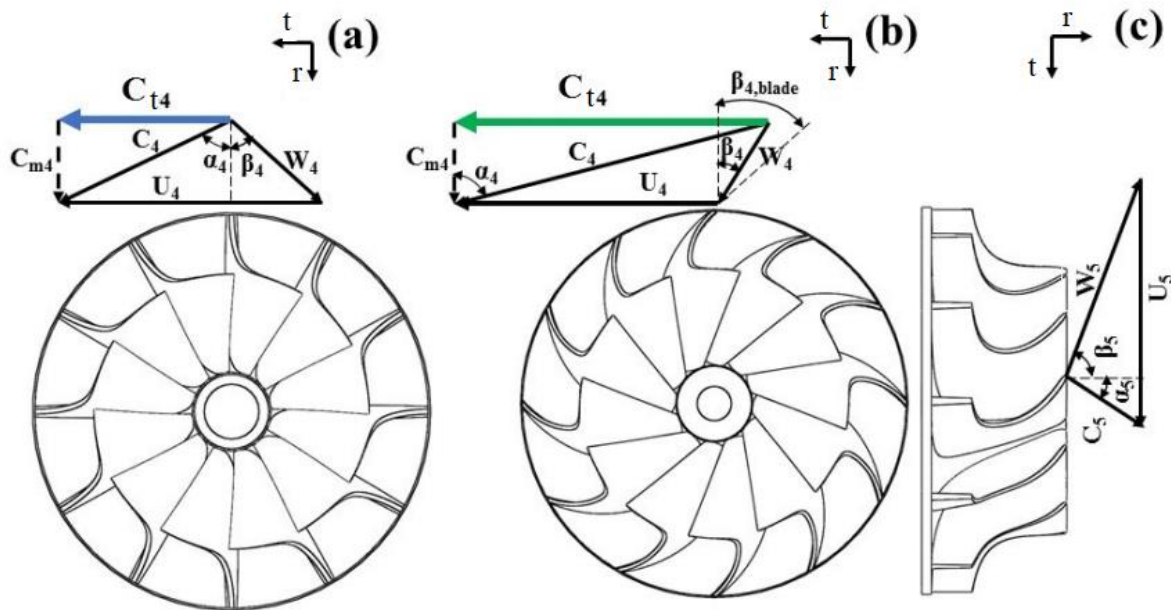 t
r
(a)
C_t4
C_m4
C_4
α_4
β_4
W_4
U_4
t
r
(b)
β_4,blade
C_t4
C_m4
C_4
α_4
β_4
W_4
U_4
r
t
(c)
W_5
U_5
β_5
α_5
C_5